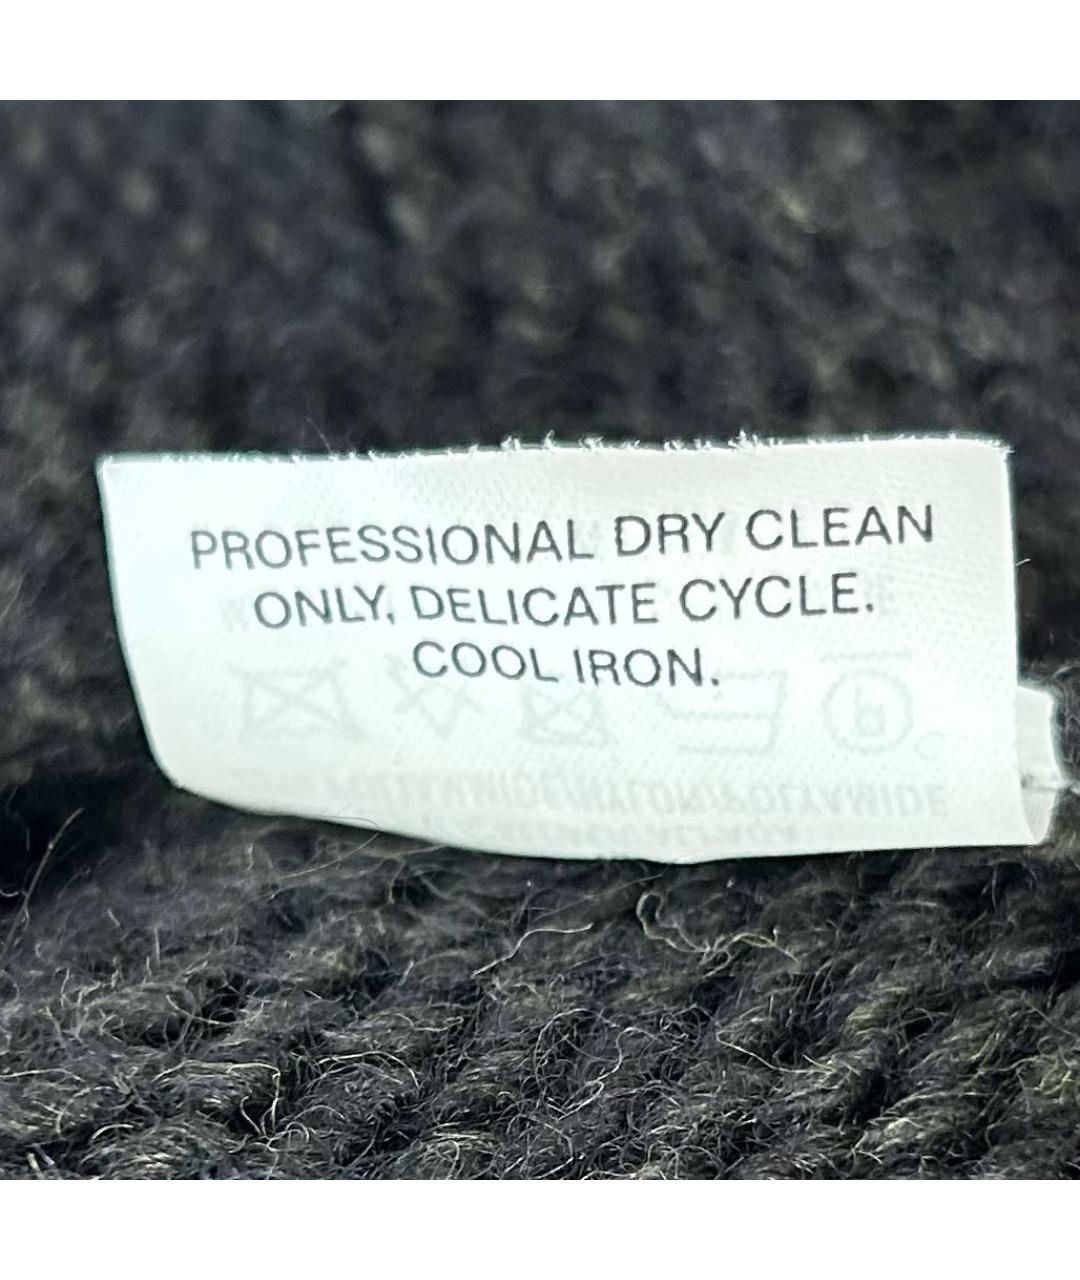 PROFESSIONAL DRY CLEAN
ONLY, DELICATE CYCLE.
COOL IRON.